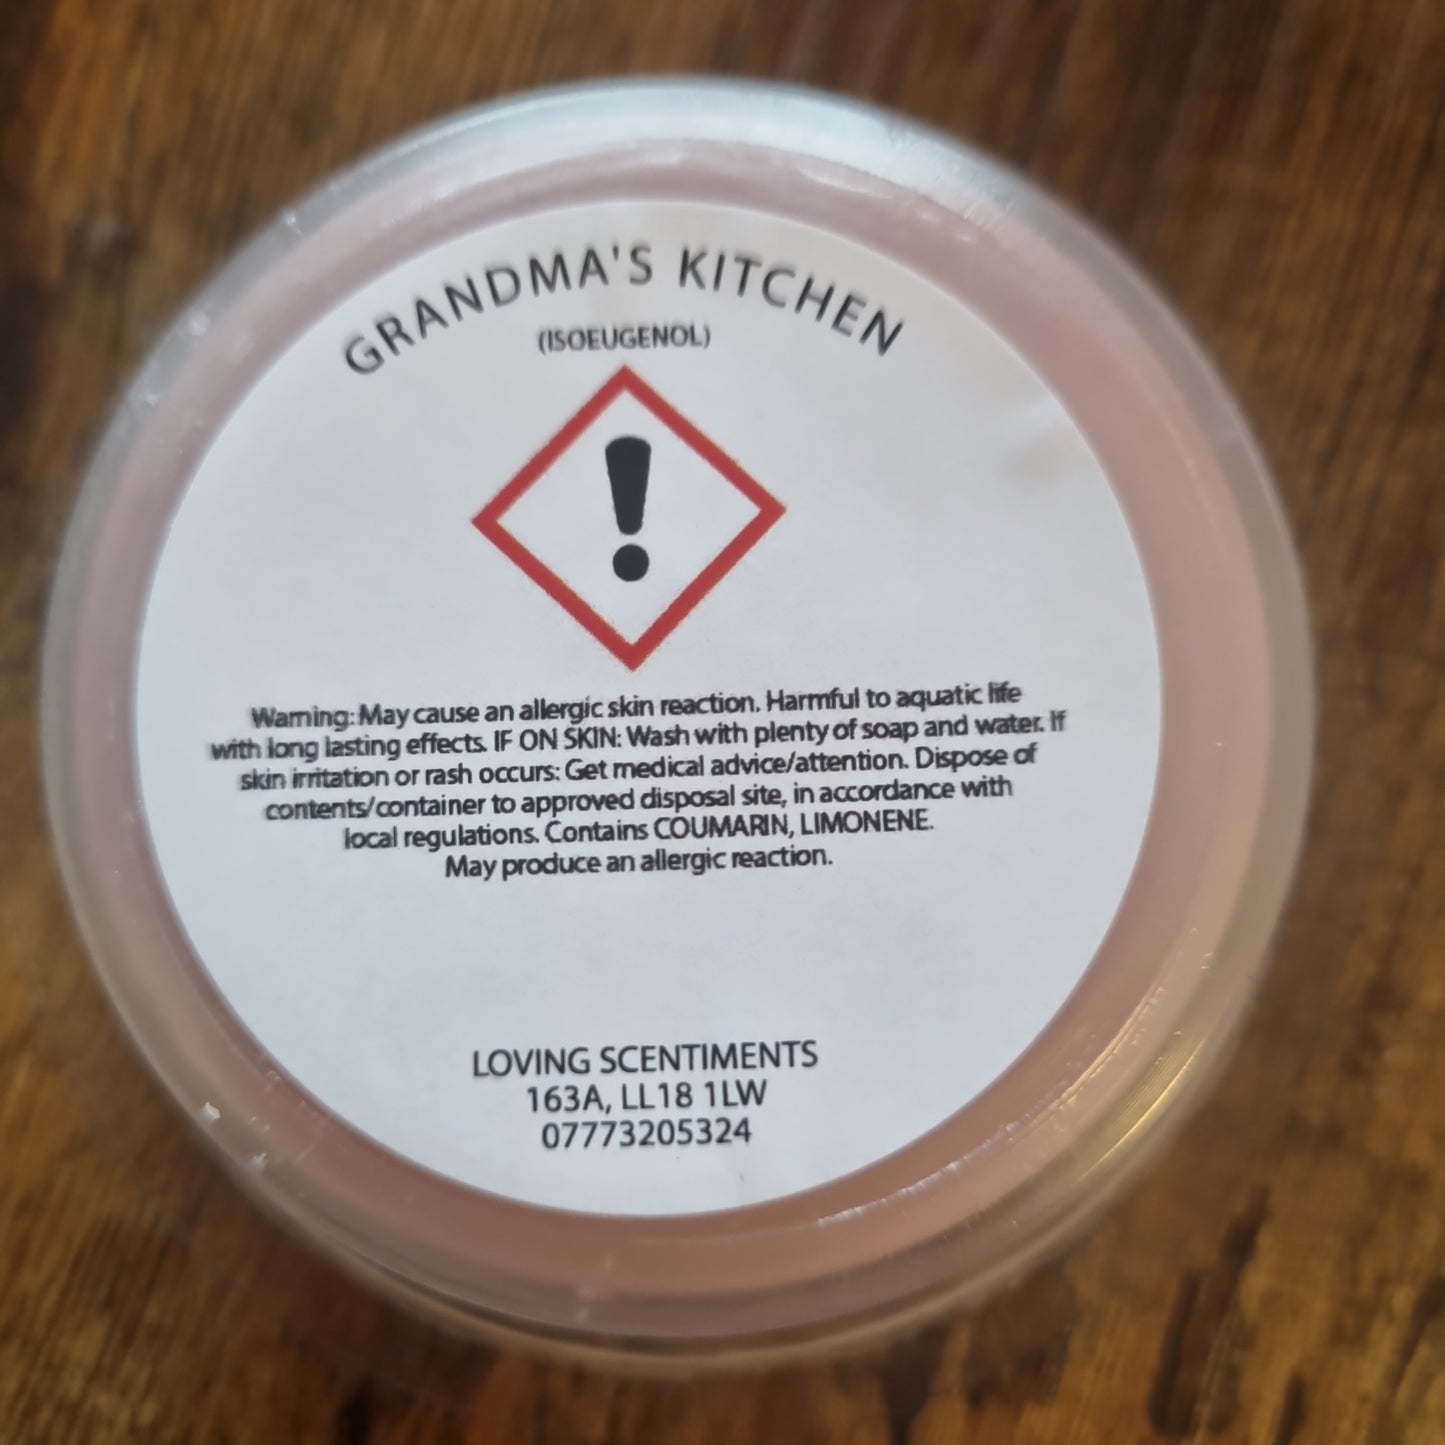 GRANDMA'S KITCHEN
(ISOEUGENOL)
Warning: May cause an allergic skin reaction. Harmful to aquatic life
with long lasting effects. IF ON SKIN: Wash with plenty of soap and water. If
skin irritation or rash occurs: Get medical advice/attention. Dispose of
contents/container to approved disposal site, in accordance with
local regulations. Contains COUMARIN, LIMONENE.
May produce an allergic reaction.
LOVING SCENTIMENTS
163A, LL18 1LW
07773205324